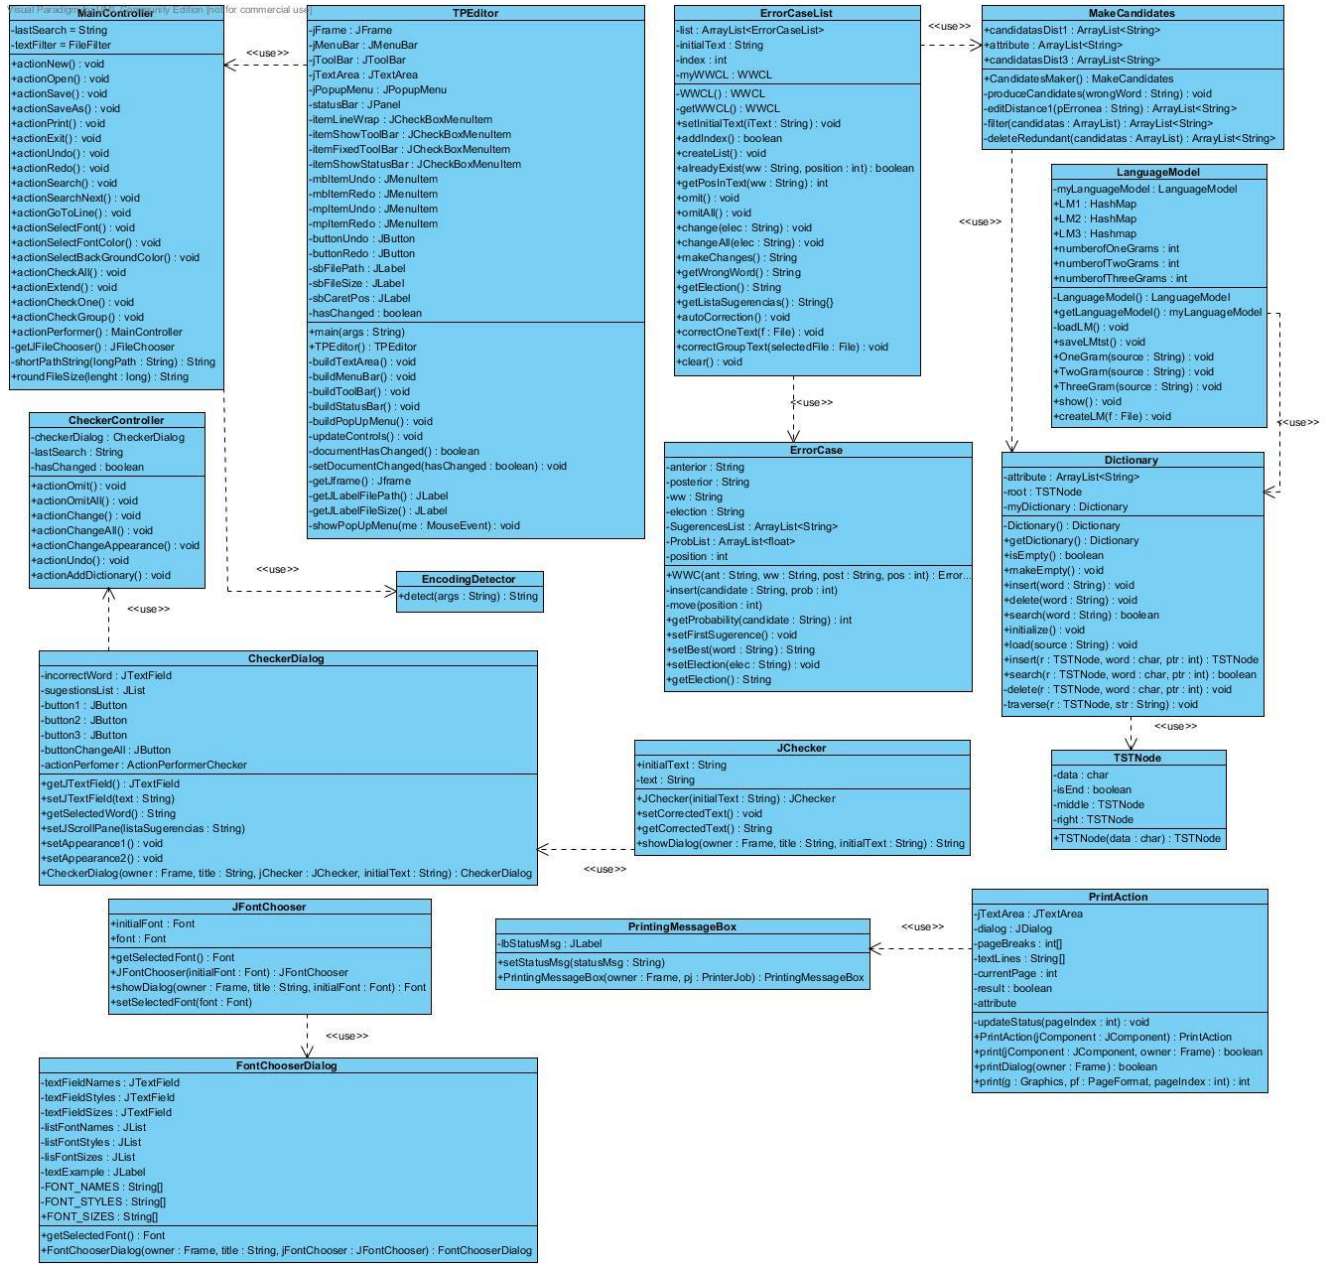 Visual Paradigm
Community Edition [not for commercial use]
MainController
-lastSearch = String
-textFilter = FileFilter
+actionNew() : void
+actionOpen() : void
+actionSave() : void
+actionSaveAs() : void
+actionPrint() : void
+actionExit() : void
+actionUndo() : void
+actionRedo() : void
+actionSearch() : void
+actionSearchNext() : void
+actionGoToLine() : void
+actionSelectFont() : void
+actionSelectFontColor() : void
+actionSelectBackGroundColor() : void
+actionCheckAll() : void
+actionExtend() : void
+actionCheckOne() : void
+actionCheckGroup() : void
+actionPerformer() : MainController
-getJFileChooser() : JFileChooser
-shortPathString(longPath : String) : String
+roundFileSize(lenght : long) : String
<<use>>
TPEditor
-jFrame : JFrame
-jMenuBar : JMenuBar
-jToolBar : JToolBar
-jTextArea : JTextArea
-jPopupMenu : JPopupMenu
-statusBar : JPanel
-itemLineWrap : JCheckBoxMenuItem
-itemShowToolBar : JCheckBoxMenuItem
-itemFixedToolBar : JCheckBoxMenuItem
-itemShowStatusBar : JCheckBoxMenuItem
-mbItemUndo : JMenuItem
-mbItemRedo : JMenuItem
-mpItemUndo : JMenuItem
-mpItemRedo : JMenuItem
-buttonUndo : JButton
-buttonRedo : JButton
-sbFilePath : JLabel
-sbFileSize : JLabel
-sbCaretPos : JLabel
-hasChanged : boolean
+main(args : String)
+TPEditor() : TPEditor
-buildTextArea() : void
-buildMenuBar() : void
-buildToolBar() : void
-buildStatusBar() : void
-buildPopUpMenu() : void
-updateControls() : void
-documentHasChanged() : boolean
-setDocumentChanged(hasChanged : boolean) : void
-getJframe() : Jframe
-getJLabelFilePath() : JLabel
-getJLabelFileSize() : JLabel
-showPopUpMenu(me : MouseEvent) : void
ErrorCaseList
-list : ArrayList<ErrorCaseList>
-initialText : String
-index : int
-myWWCL : WWCL
-WWCL() : WWCL
-getWWCL() : WWCL
+setInitialText(iText : String) : void
+addIndex() : boolean
+createList() : void
+alreadyExist(ww : String, position : int) : boolean
+getPosInText(ww : String) : int
+omit() : void
+omitAll() : void
+change(elec : String) : void
+changeAll(elec : String) : void
+makeChanges() : String
+getWrongWord() : String
+getElection() : String
+getListaSugerencias() : String{}
+autoCorrection() : void
+correctOneText(f : File) : void
+correctGroupText(selectedFile : File) : void
+clear() : void
<<use>>
MakeCandidates
+candidatasDist1 : ArrayList<String>
+attribute : ArrayList<String>
+candidatasDist3 : ArrayList<String>
+CandidatesMaker() : MakeCandidates
-produceCandidates(wrongWord : String) : void
-editDistance1(pErronea : String) : ArrayList<String>
-filter(candidatas : ArrayList) : ArrayList<String>
-deleteRedundant(candidatas : ArrayList) : ArrayList<String>
<<use>>
LanguageModel
-myLanguageModel : LanguageModel
+LM1 : HashMap
+LM2 : HashMap
+LM3 : Hashmap
+numberofOneGrams : int
+numberofTwoGrams : int
+numberofThreeGrams : int
-LanguageModel() : LanguageModel
+getLanguageModel() : myLanguageModel
-loadLM() : void
+saveLMtst() : void
+OneGram(source : String) : void
+TwoGram(source : String) : void
+ThreeGram(source : String) : void
+show() : void
+createLM(f : File) : void
<<use>>
<<use>>
CheckerController
-checkerDialog : CheckerDialog
-lastSearch : String
-hasChanged : boolean
+actionOmit() : void
+actionOmitAll() : void
+actionChange() : void
+actionChangeAll() : void
+actionChangeAppearance() : void
+actionUndo() : void
+actionAddDictionary() : void
<<use>>
<<use>>
EncodingDetector
+detect(args : String) : String
ErrorCase
-anterior : String
-posterior : String
-ww : String
-election : String
-SugerencesList : ArrayList<String>
-ProbList : ArrayList<float>
-position : int
+WWC(ant : String, ww : String, post : String, pos : int) : Error...
-insert(candidate : String, prob : int)
-move(position : int)
+getProbability(candidate : String) : int
+setFirstSugerence() : void
+setBest(word : String) : String
+setElection(elec : String) : void
+getElection() : String
Dictionary
-attribute : ArrayList<String>
-root : TSTNode
-myDictionary : Dictionary
-Dictionary() : Dictionary
+getDictionary() : Dictionary
+isEmpty() : boolean
+makeEmpty() : void
+insert(word : String) : void
+delete(word : String) : void
+search(word : String) : boolean
+initialize() : void
+load(source : String) : void
+insert(r : TSTNode, word : char, ptr : int) : TSTNode
+search(r : TSTNode, word : char, ptr : int) : boolean
-delete(r : TSTNode, word : char, ptr : int) : void
-traverse(r : TSTNode, str : String) : void
<<use>>
TSTNode
-data : char
-isEnd : boolean
-middle : TSTNode
-right : TSTNode
+TSTNode(data : char) : TSTNode
CheckerDialog
-incorrectWord : JTextField
-sugestionsList : JList
-button1 : JButton
-button2 : JButton
-button3 : JButton
-buttonChangeAll : JButton
-actionPerfomer : ActionPerformerChecker
+getJTextField() : JTextField
+setJTextField(text : String)
+getSelectedWord() : String
+setJScrollPane(listaSugerencias : String)
+setAppearance1() : void
+setAppearance2() : void
+CheckerDialog(owner : Frame, title : String, jChecker : JChecker, initialText : String) : CheckerDialog
JChecker
+initialText : String
-text : String
+JChecker(initialText : String) : JChecker
+setCorrectedText() : void
+getCorrectedText() : String
+showDialog(owner : Frame, title : String, initialText : String) : String
<<use>>
JFontChooser
+initialFont : Font
+font : Font
+getSelectedFont() : Font
+JFontChooser(initialFont : Font) : JFontChooser
+showDialog(owner : Frame, title : String, initialFont : Font) : Font
+setSelectedFont(font : Font)
<<use>>
PrintingMessageBox
-lbStatusMsg : JLabel
+setStatusMsg(statusMsg : String)
+PrintingMessageBox(owner : Frame, pj : PrinterJob) : PrintingMessageBox
<<use>>
PrintAction
-jTextArea : JTextArea
-dialog : JDialog
-pageBreaks : int[]
-textLines : String[]
-currentPage : int
-result : boolean
-attribute
-updateStatus(pageIndex : int) : void
+PrintAction(jComponent : JComponent) : PrintAction
+print(jComponent : JComponent, owner : Frame) : boolean
+printDialog(owner : Frame) : boolean
+print(g : Graphics, pf : PageFormat, pageIndex : int) : int
FontChooserDialog
-textFieldNames : JTextField
-textFieldStyles : JTextField
-textFieldSizes : JTextField
-listFontNames : JList
-listFontStyles : JList
-lisFontSizes : JList
-textExample : JLabel
-FONT_NAMES : String[]
-FONT_STYLES : String[]
+FONT_SIZES : String[]
+getSelectedFont() : Font
+FontChooserDialog(owner : Frame, title : String, jFontChooser : JFontChooser) : FontChooserDialog